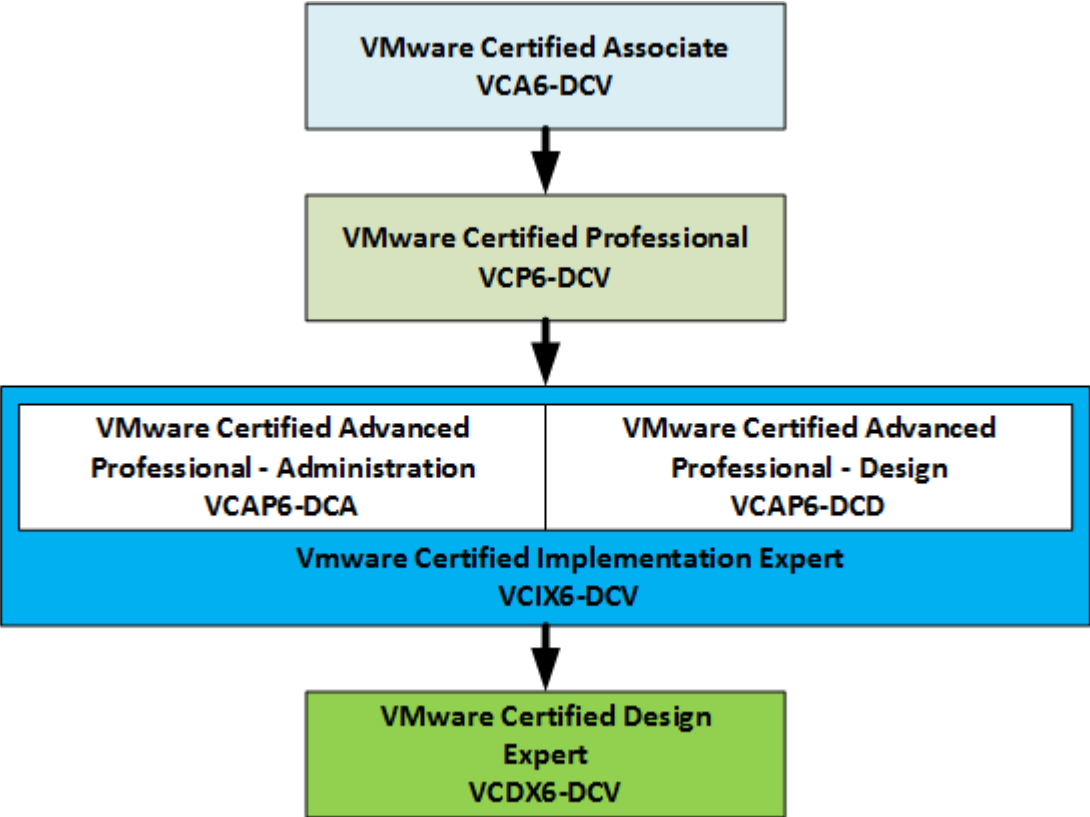 VMware Certified Associate
VCA6-DCV
VMware Certified Professional
VCP6-DCV
VMware Certified Advanced
Professional - Administration
VCAP6-DCA
VMware Certified Advanced
Professional - Design
VCAP6-DCD
Vmware Certified Implementation Expert
VCIX6-DCV
VMware Certified Design
Expert
VCDX6-DCV